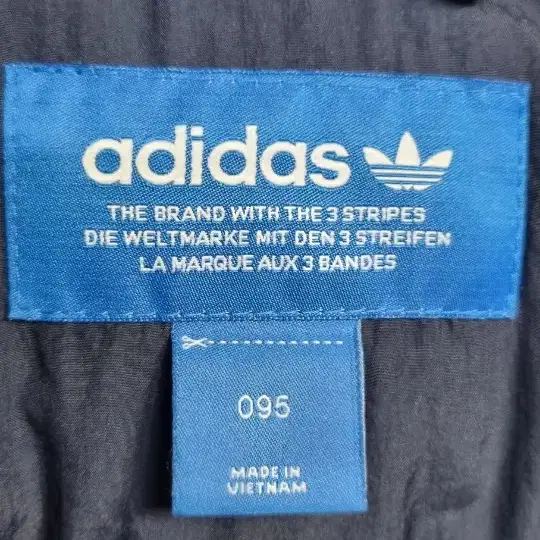 adidas
THE BRAND WITH THE 3 STRIPES
DIE WELTMARKE MIT DEN 3 STREIFEN
LA MARQUE AUX 3 BANDES
095
MADE IN
VIETNAM